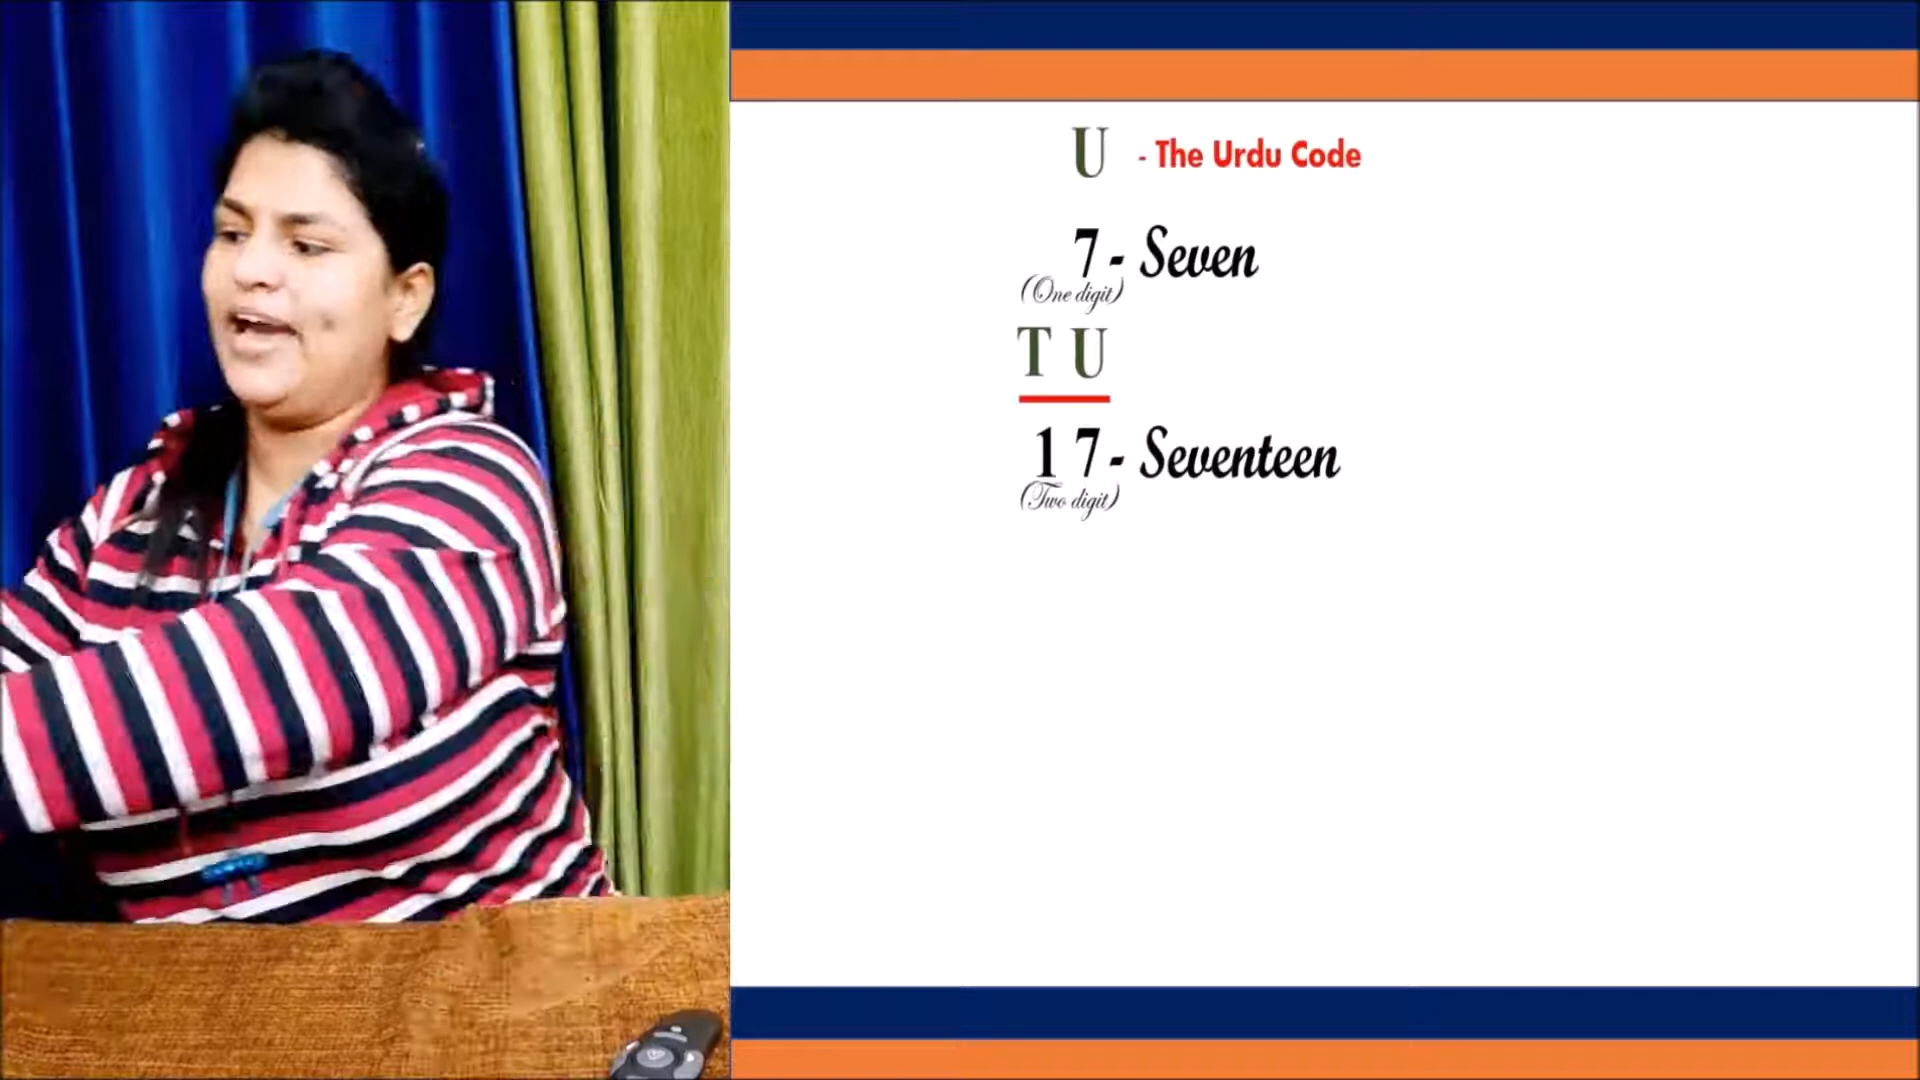 U - The Urdu Code
7 - Seven
(One digit)
T U
1 7 - Seventeen
(Two digit)